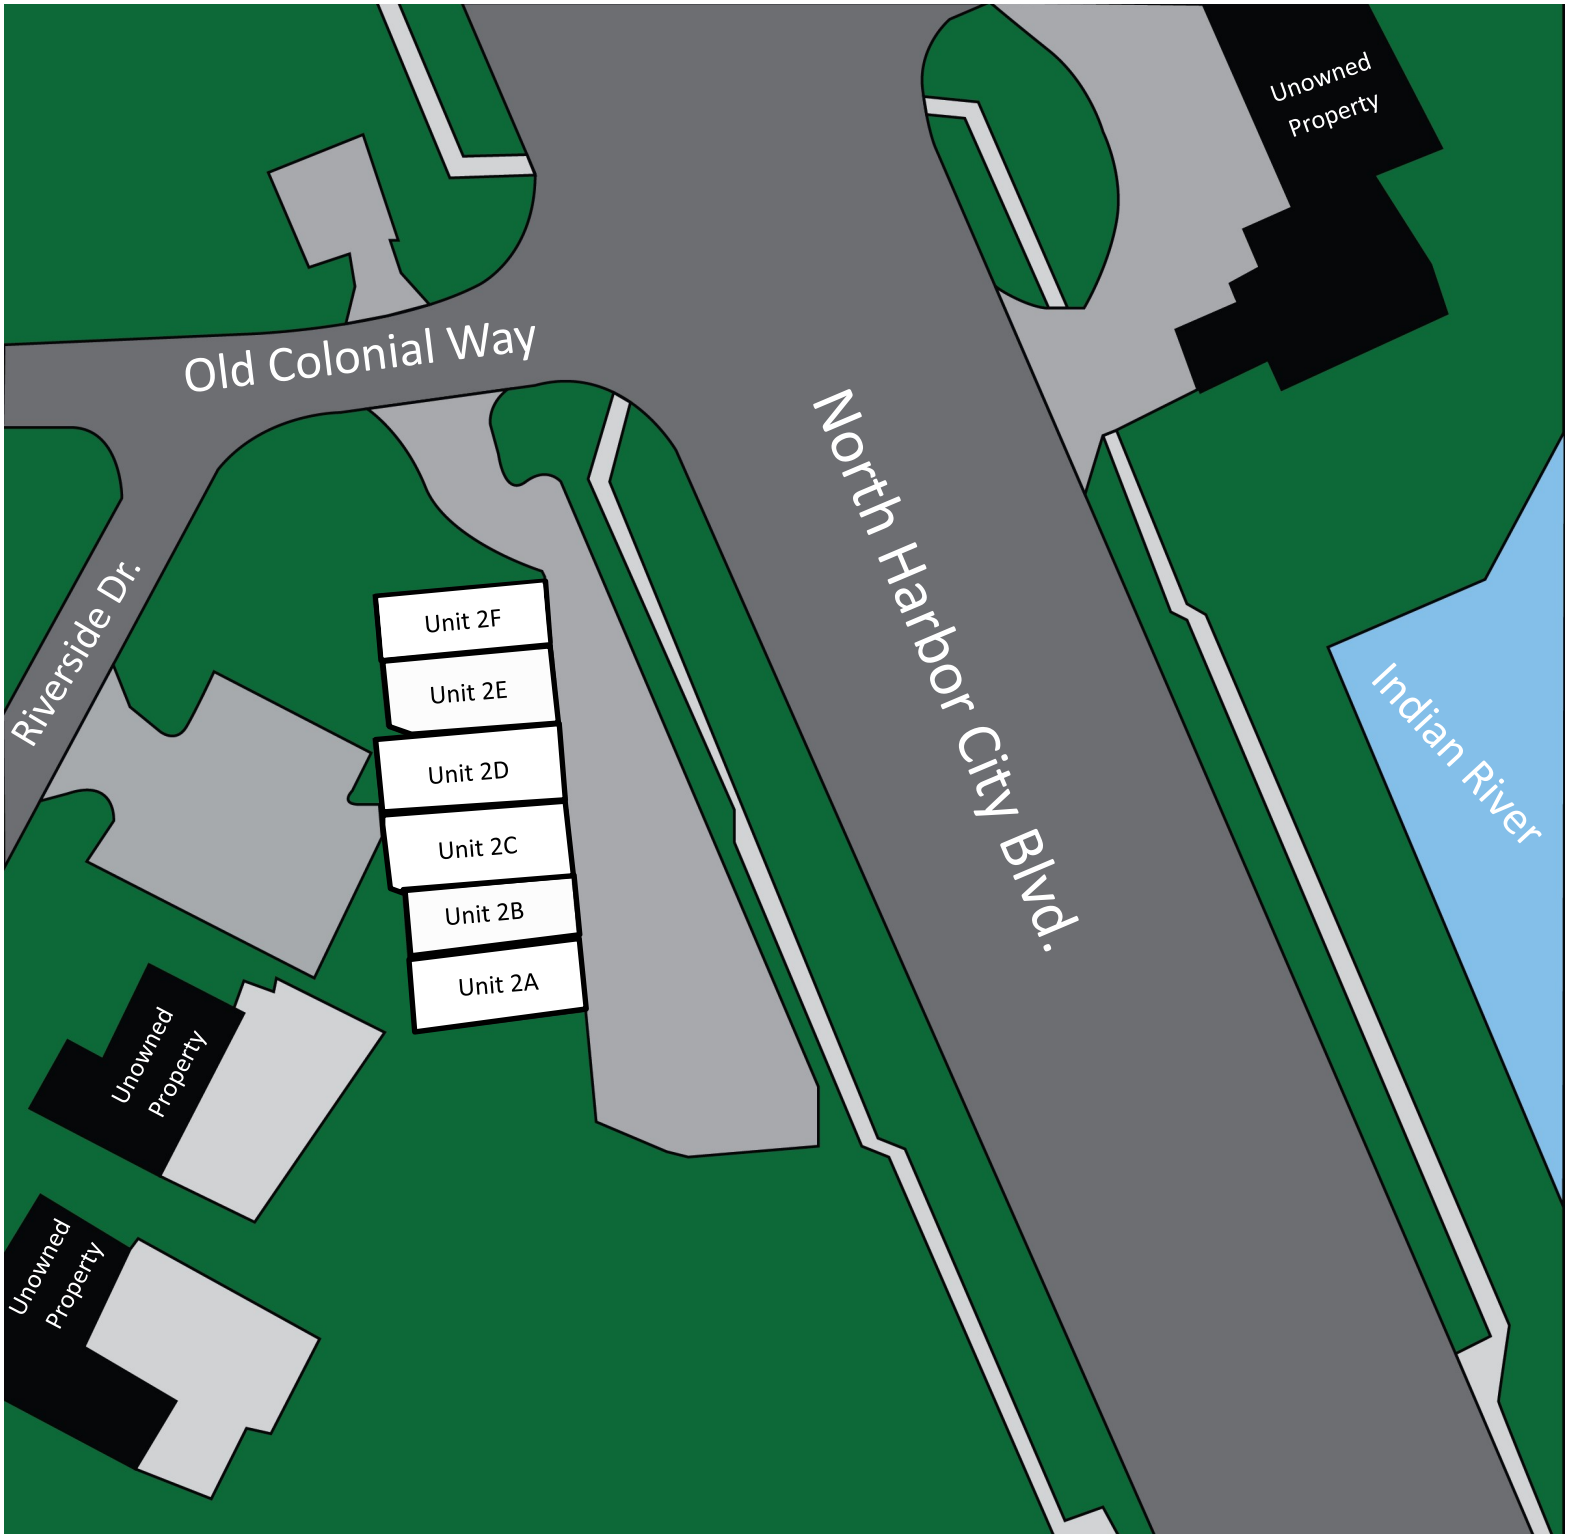 Unowned
Property
Old Colonial Way
North Harbor City Blvd.
Riverside Dr.
Indian River
Unit 2F
Unit 2E
Unit 2D
Unit 2C
Unit 2B
Unit 2A
Unowned
Property
Unowned
Property